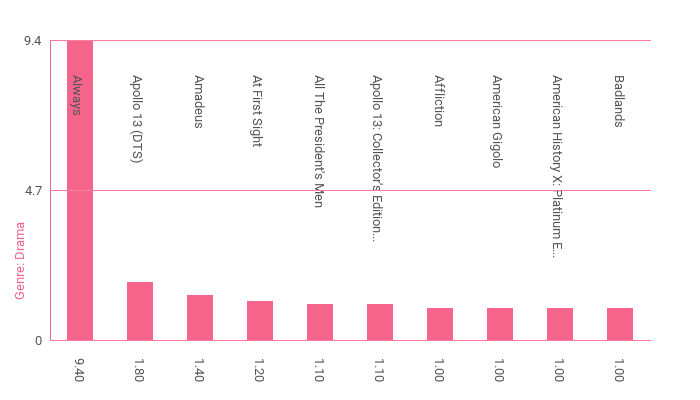 9.4
4.7
0
Genre: Drama
Always
Apollo 13 (DTS)
Amadeus
At First Sight
All The President's Men
Apollo 13: Collector's Edition...
Affliction
American Gigolo
American History X: Platinum E...
Badlands
9.40
1.80
1.40
1.20
1.10
1.10
1.00
1.00
1.00
1.00